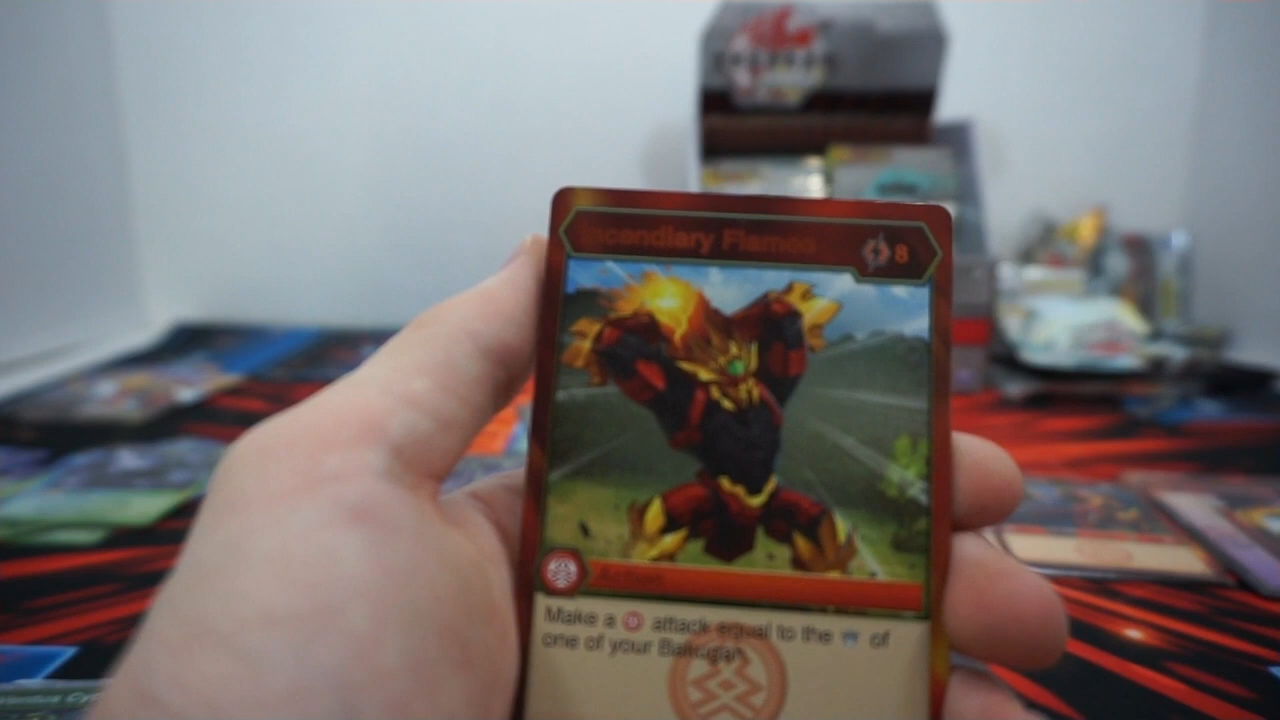 Incendiary Flames
8
Action
Make a attack equal to the of
one of your Bakugan